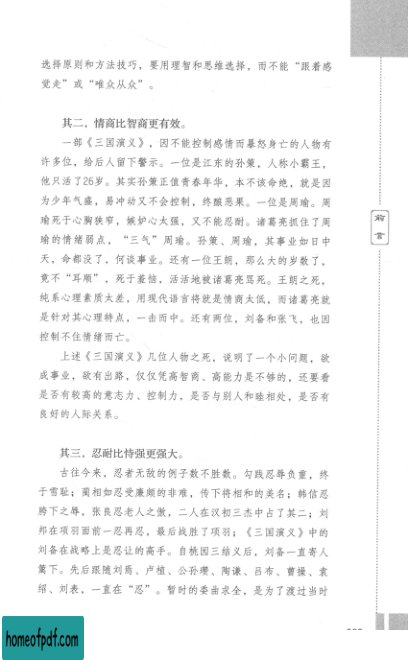 选择原则和方法技巧，要用理智和思维选择，而不能“跟着感
觉走”或“唯众从众”。
其二，情商比智商更有效。
一部《三国演义》，因不能控制感情而暴怒身亡的人物有
许多位，给后人留下警示。一位是江东的孙策，人称小霸王，
他只活了26岁。其实孙策正值青春年华，本不该命绝，就是因
为少年气盛，易冲动又不会控制，终酿恶果。一位是周瑜。周
瑜死于心胸狭窄，嫉妒心太强，又不能忍耐。诸葛亮抓住了周
瑜的情绪弱点，“三气”周瑜。孙策、周瑜，其事业如日中
天，命都没了，何谈事业。还有一位王朗，那么大的岁数了，
竟不“耳顺”，死于羞恼，活活地被诸葛亮骂死。王朗之死，
纯系心理素质太差，用现代语言将就是情商太低，而诸葛亮就
是针对其心理特点，一击而中。还有两位，刘备和张飞，也因
控制不住情绪而亡。
上述《三国演义》几位人物之死，说明了一个小问题，欲
成事业，欲有出路，仅仅凭高智商、高能力是不够的，还要看
是否有较高的意志力、控制力，是否与别人和睦相处，是否有
良好的人际关系。
其三，忍耐比恃强更强大。
古往今来，忍者无敌的例子数不胜数。勾践忍辱负重，终
于雪耻；蔺相如忍受廉颇的非难，传下将相和的美名；韩信忍
胯下之辱，张良忍老人之傲，二人在汉初三杰中占了其二；刘
邦在项羽面前一忍再忍，最后战胜了项羽；《三国演义》中的
刘备在战略上是忍让的高手。自桃园三结义后，刘备一直寄人
篱下。先后跟随刘焉、卢植、公孙瓒、陶谦、吕布、曹操、袁
绍、刘表，一直在“忍”。暂时的委曲求全，是为了渡过当时
前言
homeofpdf.com